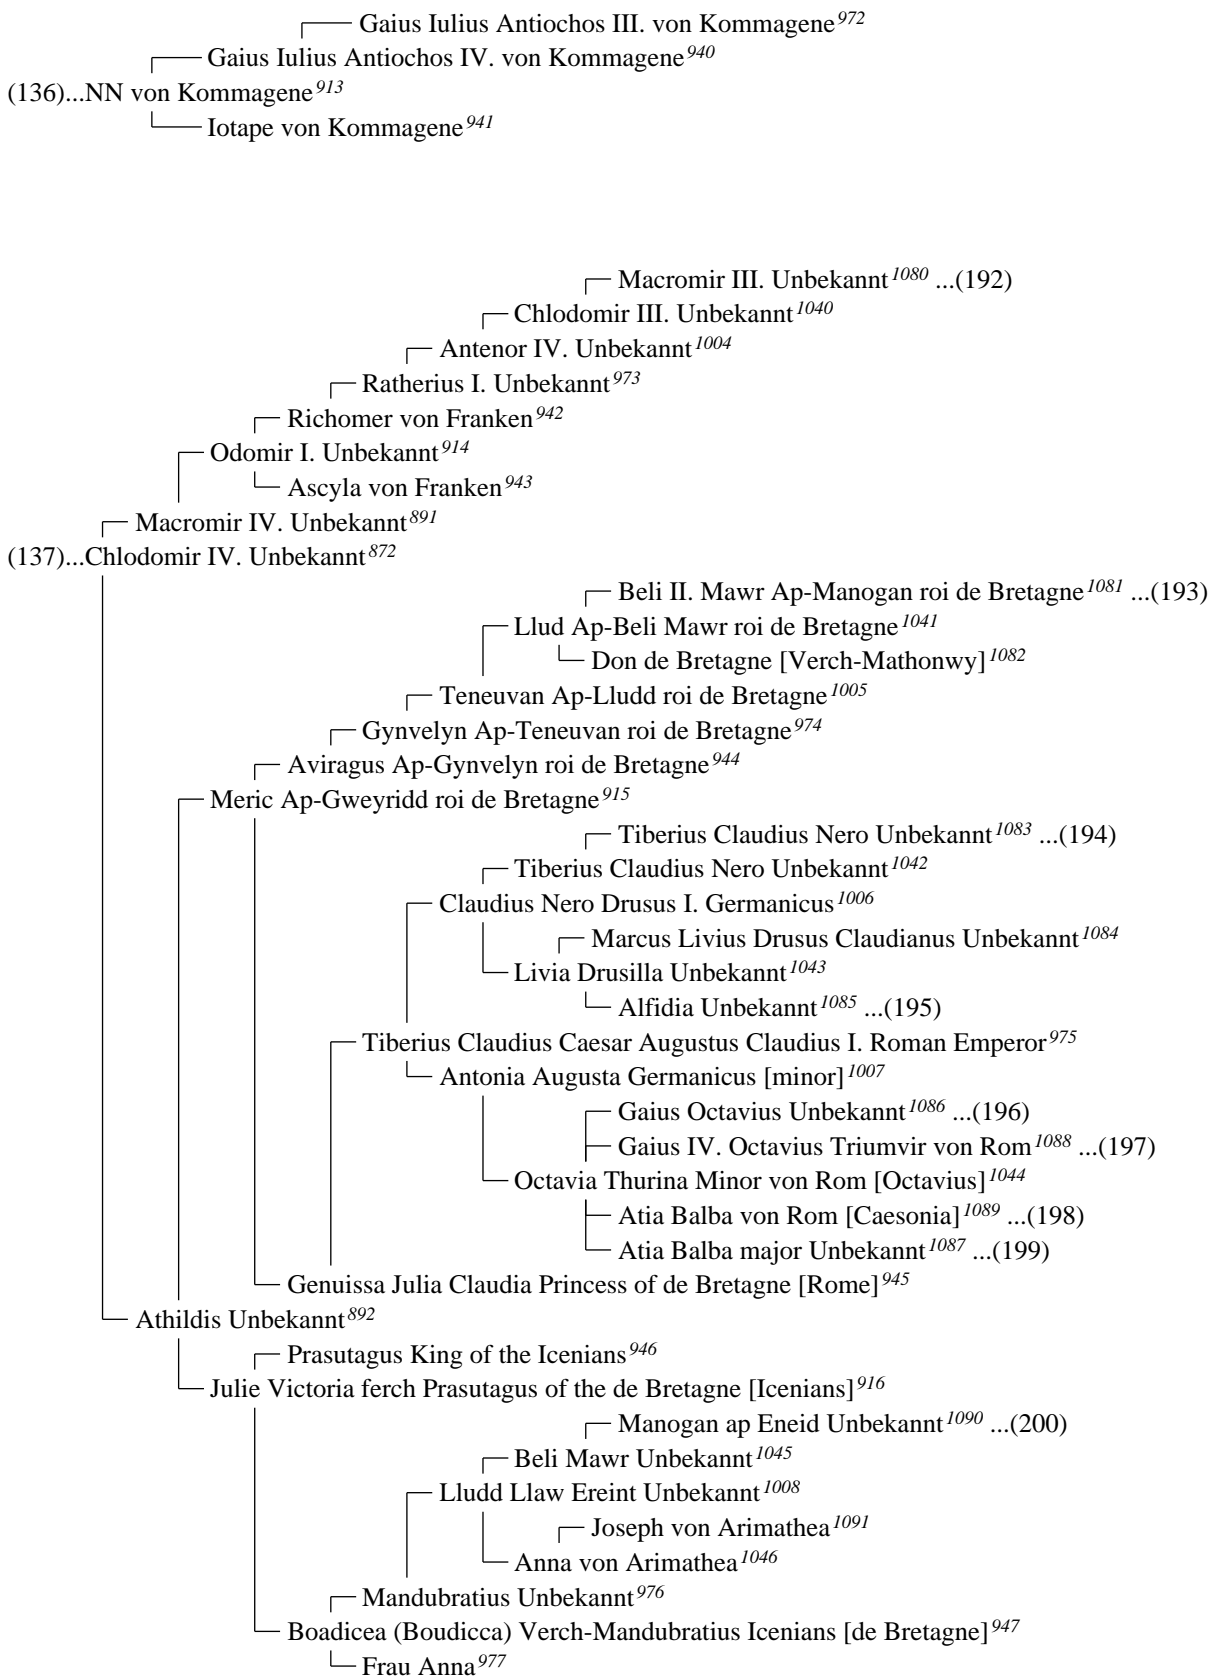 Gaius Iulius Antiochos III. von Kommagene972
Gaius Iulius Antiochos IV. von Kommagene940
(136)...NN von Kommagene913
Iotape von Kommagene941
Macromir III. Unbekannt1080 ...(192)
Chlodomir III. Unbekannt1040
Antenor IV. Unbekannt1004
Ratherius I. Unbekannt973
Richomer von Franken942
Odomir I. Unbekannt914
Ascyla von Franken943
Macromir IV. Unbekannt891
(137)...Chlodomir IV. Unbekannt872
Beli II. Mawr Ap-Manogan roi de Bretagne1081 ...(193)
Llud Ap-Beli Mawr roi de Bretagne1041
Don de Bretagne [Verch-Mathonwy]1082
Teneuvan Ap-Lludd roi de Bretagne1005
Gynvelyn Ap-Teneuvan roi de Bretagne974
Aviragus Ap-Gynvelyn roi de Bretagne944
Meric Ap-Gweyridd roi de Bretagne915
Tiberius Claudius Nero Unbekannt1083 ...(194)
Tiberius Claudius Nero Unbekannt1042
Claudius Nero Drusus I. Germanicus1006
Marcus Livius Drusus Claudianus Unbekannt1084
Livia Drusilla Unbekannt1043
Alfidia Unbekannt1085 ...(195)
Tiberius Claudius Caesar Augustus Claudius I. Roman Emperor975
Antonia Augusta Germanicus [minor]1007
Gaius Octavius Unbekannt1086 ...(196)
Gaius IV. Octavius Triumvir von Rom1088 ...(197)
Octavia Thurina Minor von Rom [Octavius]1044
Atia Balba von Rom [Caesonia]1089 ...(198)
Atia Balba major Unbekannt1087 ...(199)
Genuissa Julia Claudia Princess of de Bretagne [Rome]945
Athildis Unbekannt892
Prasutagus King of the Icenians946
Julie Victoria ferch Prasutagus of the de Bretagne [Icenians]916
Manogan ap Eneid Unbekannt1090 ...(200)
Beli Mawr Unbekannt1045
Lludd Llaw Ereint Unbekannt1008
Joseph von Arimathea1091
Anna von Arimathea1046
Mandubratius Unbekannt976
Boadicea (Boudicca) Verch-Mandubratius Icenians [de Bretagne]947
Frau Anna977